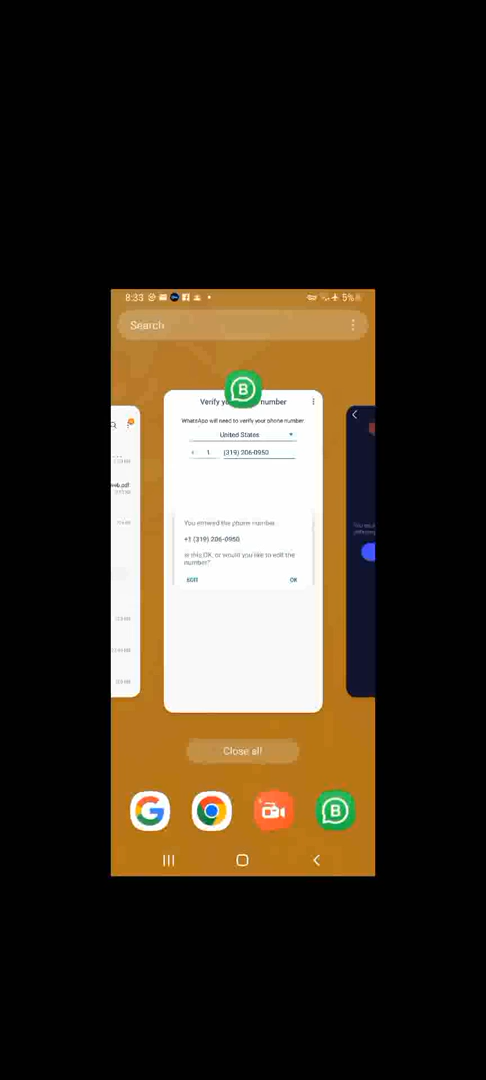 8:33
5%
Search
Verify yo
number
WhatsApp will need to verify your phone number.
United States
+ 1 (319) 206-0950
You entered the phone number:
+1 (319) 206-0950
Is this OK, or would you like to edit the
number?
EDIT
OK
Close all